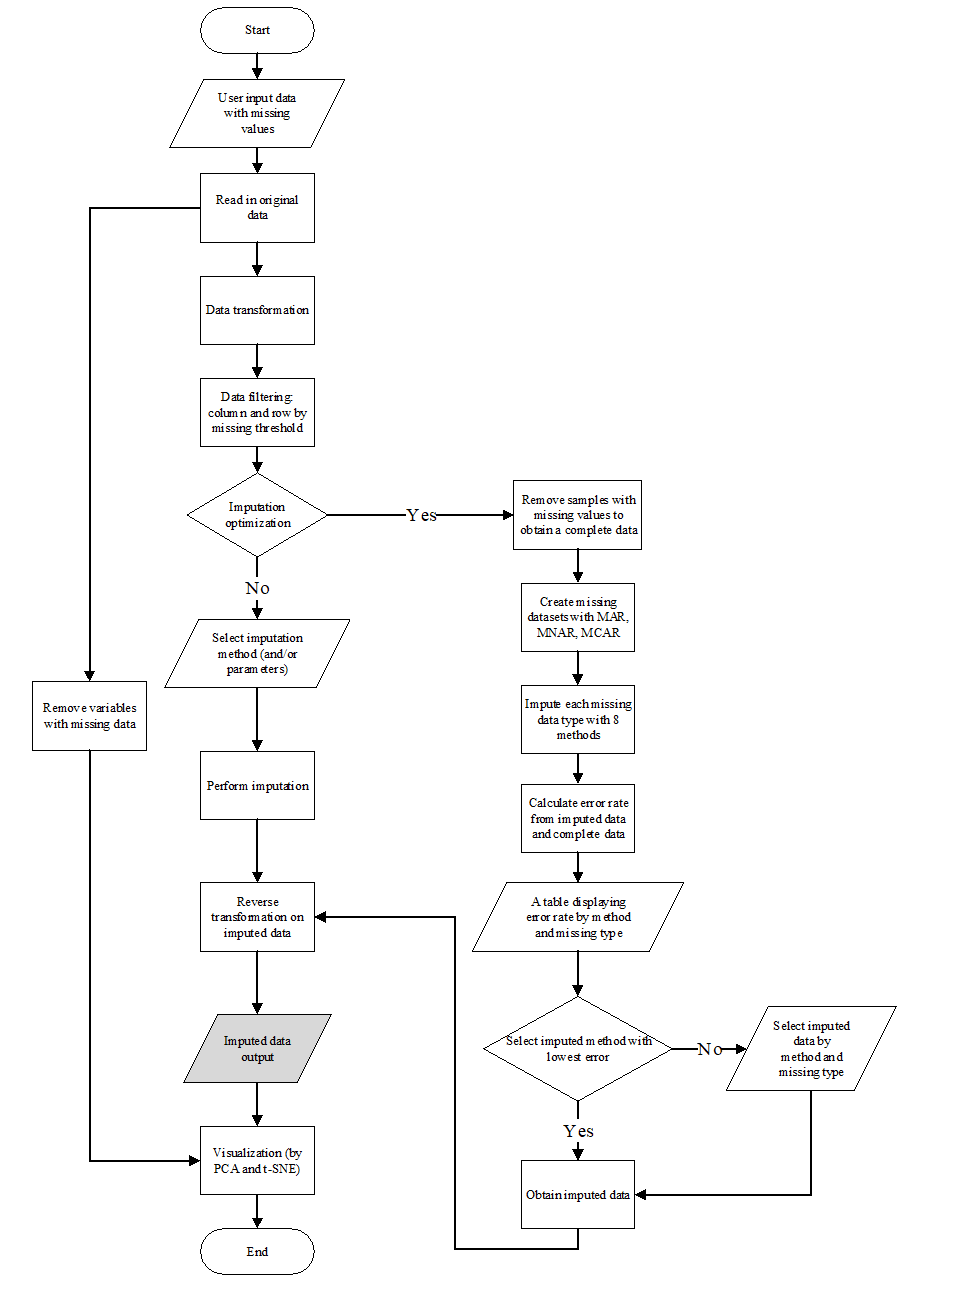 Start
User input data
with missing
values
Read in original
data
Data transformation
Data filtering:
column and row by
missing threshold
Imputation
optimization
Yes
No
Remove samples with
missing values to
obtain a complete data
Create missing
datasets with MAR,
MNAR, MCAR
Select imputation
method (and/or
parameters)
Remove variables
with missing data
Impute each missing
data type with 8
methods
Perform imputation
Calculate error rate
from imputed data
and complete data
Reverse
transformation on
imputed data
A table displaying
error rate by method
and missing type
Imputed data
output
Select imputed method with
lowest error
No
Select imputed
data by
method and
missing type
Yes
Visualization (by
PCA and t-SNE)
Obtain imputed data
End